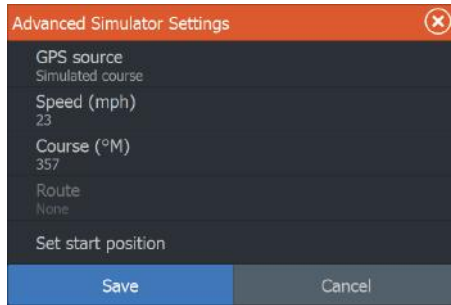 Advanced Simulator Settings
GPS source
Simulated course
Speed (mph)
23
Course (°M)
357
Route
None
Set start position
Save
Cancel